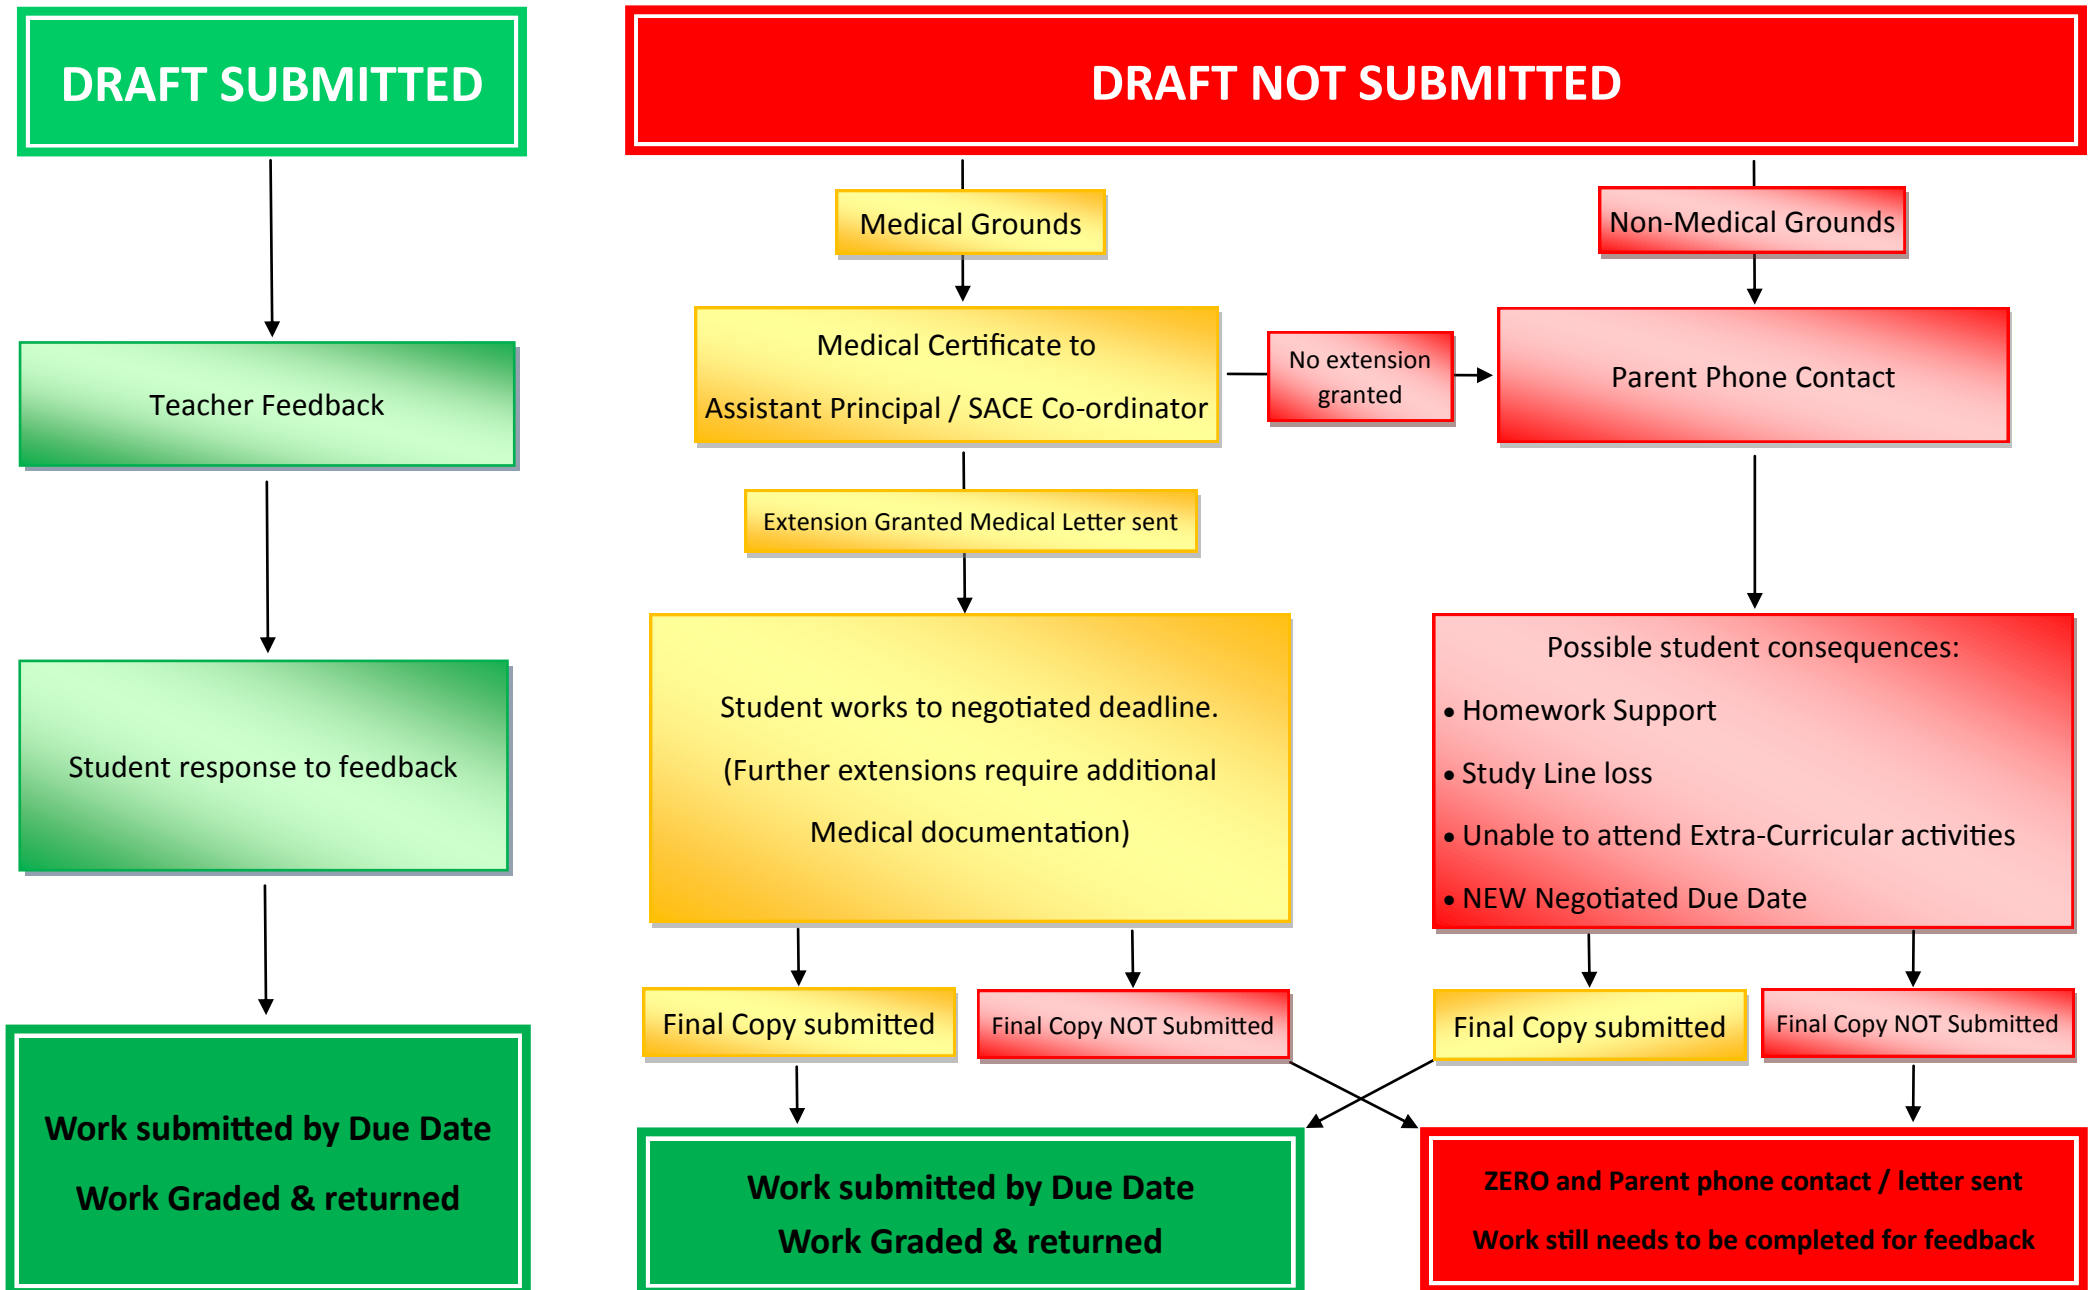 DRAFT SUBMITTED
Teacher Feedback
Student response to feedback
Work submitted by Due Date
Work Graded & returned
DRAFT NOT SUBMITTED
Medical Grounds
Medical Certificate to
Assistant Principal / SACE Co-ordinator
No extension
granted
Extension Granted Medical Letter sent
Student works to negotiated deadline.
(Further extensions require additional
Medical documentation)
Final Copy submitted
Final Copy NOT Submitted
Work submitted by Due Date
Work Graded & returned
Non-Medical Grounds
Parent Phone Contact
Possible student consequences:
• Homework Support
• Study Line loss
• Unable to attend Extra-Curricular activities
• NEW Negotiated Due Date
Final Copy submitted
Final Copy NOT Submitted
ZERO and Parent phone contact / letter sent
Work still needs to be completed for feedback